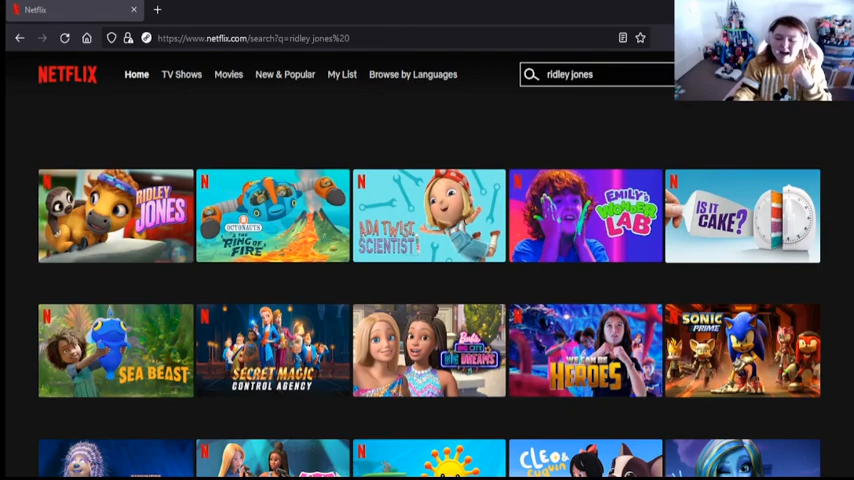 Netflix
https://www.netflix.com/search?q=ridley jones%20
NETFLIX
Home
TV Shows
Movies
New & Popular
My List
Browse by Languages
ridley jones
N
RIDLEY
JONES
N
OCTONAUTS
& THE
RING OF
FIRE
N
ADA TWIST,
SCIENTIST
N
EMILY'S
WONDER
LAB
N
IS IT
CAKE?
N
SEA BEAST
N
SECRET MAGIC
CONTROL AGENCY
N
Barbie
BIG CITY
BIG DREAMS
N
WE CAN BE
HEROES
N
SONIC
PRIME
N
N
N
N
CLEO &
CUQUIN
N